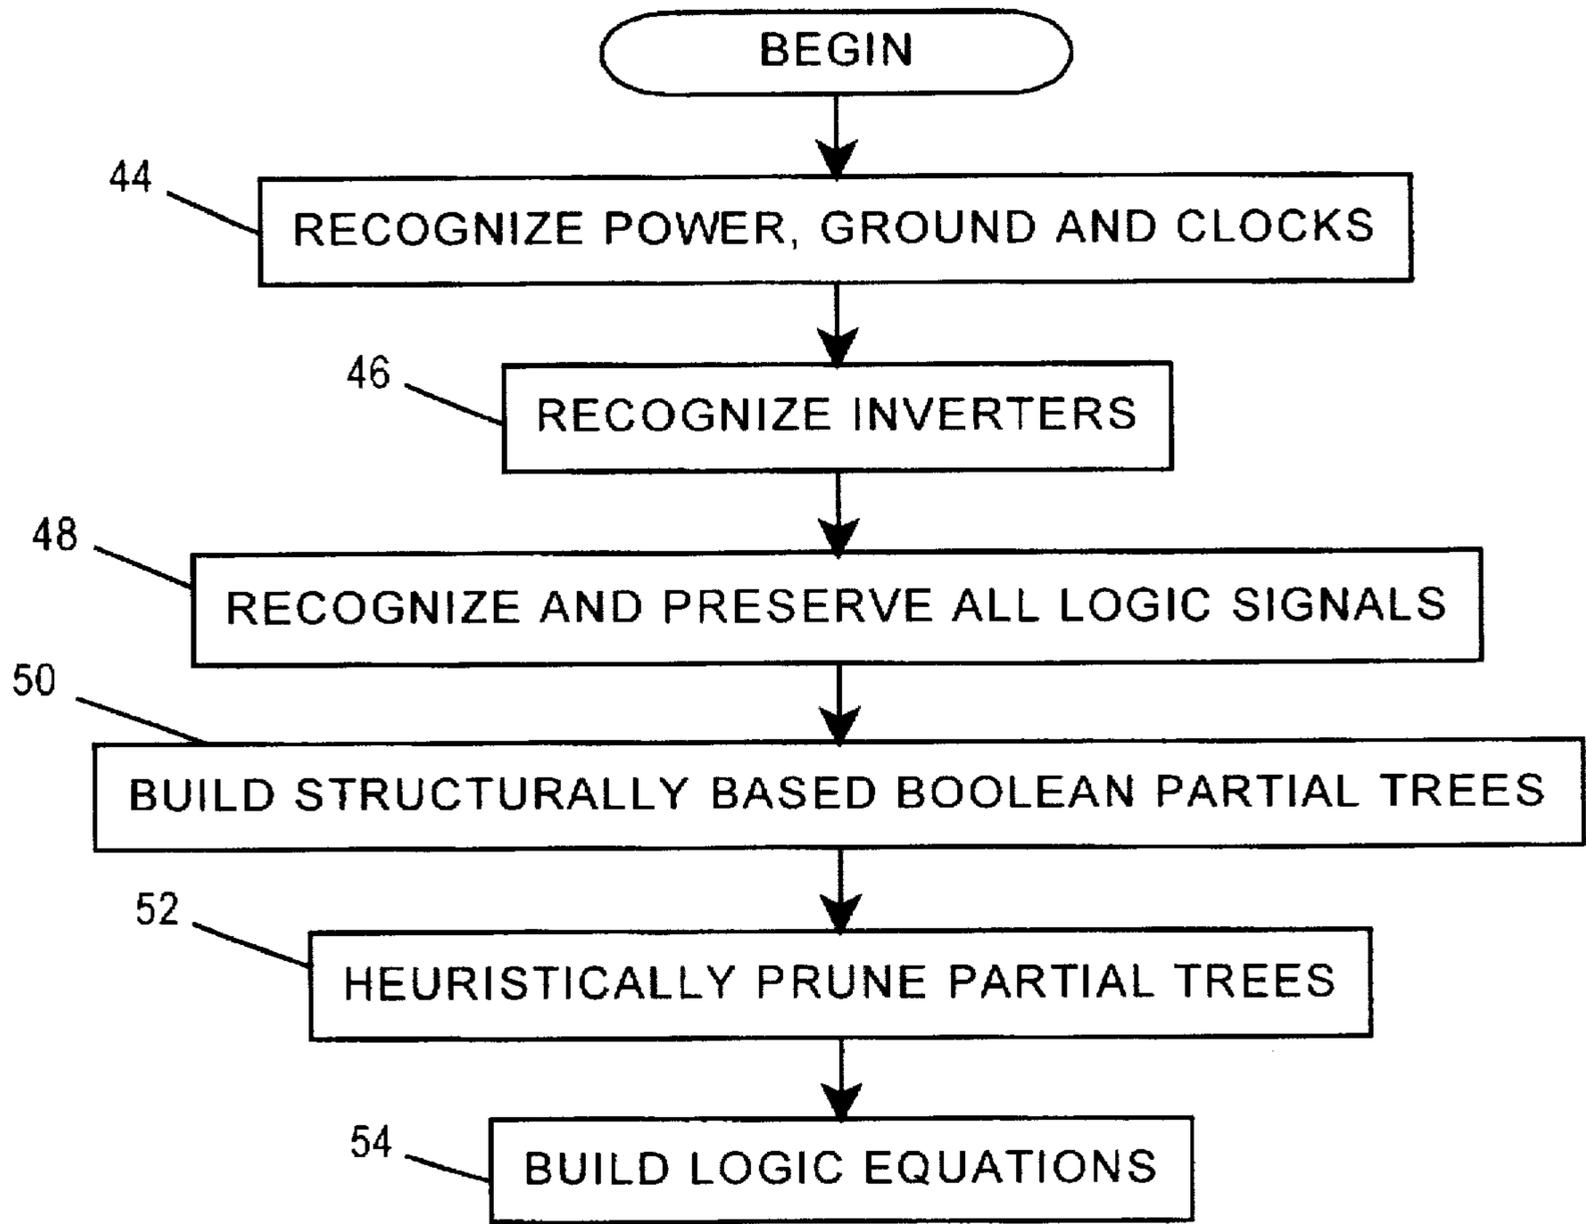 BEGIN
44
RECOGNIZE POWER, GROUND AND CLOCKS
46
RECOGNIZE INVERTERS
48
RECOGNIZE AND PRESERVE ALL LOGIC SIGNALS
50
BUILD STRUCTURALLY BASED BOOLEAN PARTIAL TREES
52
HEURISTICALLY PRUNE PARTIAL TREES
54
BUILD LOGIC EQUATIONS